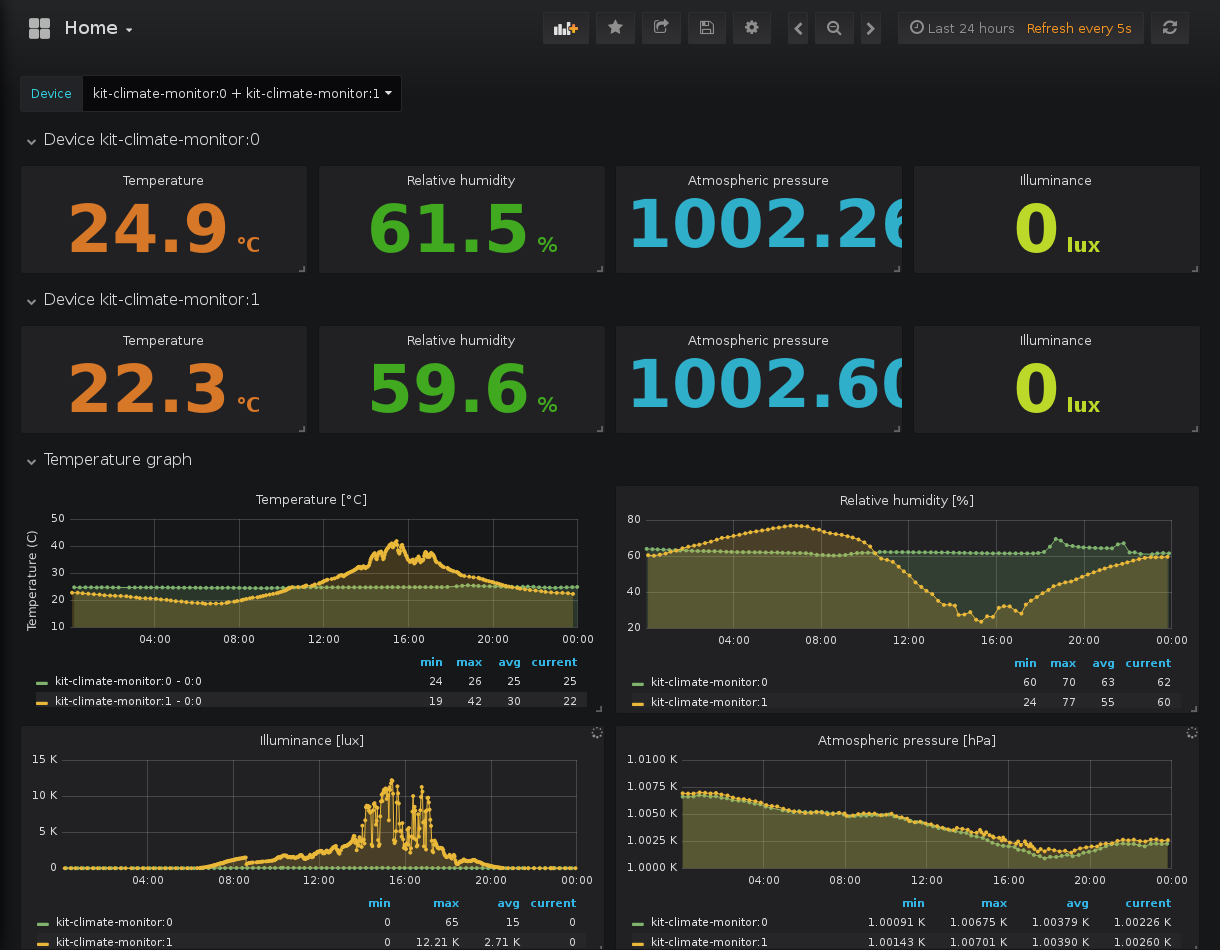 Home
Last 24 hours Refresh every 5s
Device kit-climate-monitor:0 + kit-climate-monitor:1
Device kit-climate-monitor:0
Temperature Relative humidity Atmospheric pressure Illuminance
24.9 °C 61.5 % 1002.26 0 lux
Device kit-climate-monitor:1
Temperature Relative humidity Atmospheric pressure Illuminance
22.3 °C 59.6 % 1002.60 0 lux
Temperature graph
Temperature [°C]
Temperature (C)
50
40
30
20
10
04:00 08:00 12:00 16:00 20:00 00:00
min max avg current
kit-climate-monitor:0 - 0:0 24 26 25 25
kit-climate-monitor:1 - 0:0 19 42 30 22
Relative humidity [%]
80
60
40
20
04:00 08:00 12:00 16:00 20:00 00:00
min max avg current
kit-climate-monitor:0 60 70 63 62
kit-climate-monitor:1 24 77 55 60
Illuminance [lux]
15 K
10 K
5 K
0
04:00 08:00 12:00 16:00 20:00 00:00
min max avg current
kit-climate-monitor:0 0 65 15 0
kit-climate-monitor:1 0 12.21 K 2.71 K 0
Atmospheric pressure [hPa]
1.0100 K
1.0075 K
1.0050 K
1.0025 K
1.0000 K
04:00 08:00 12:00 16:00 20:00 00:00
min max avg current
kit-climate-monitor:0 1.00091 K 1.00675 K 1.00379 K 1.00226 K
kit-climate-monitor:1 1.00143 K 1.00701 K 1.00390 K 1.00260 K